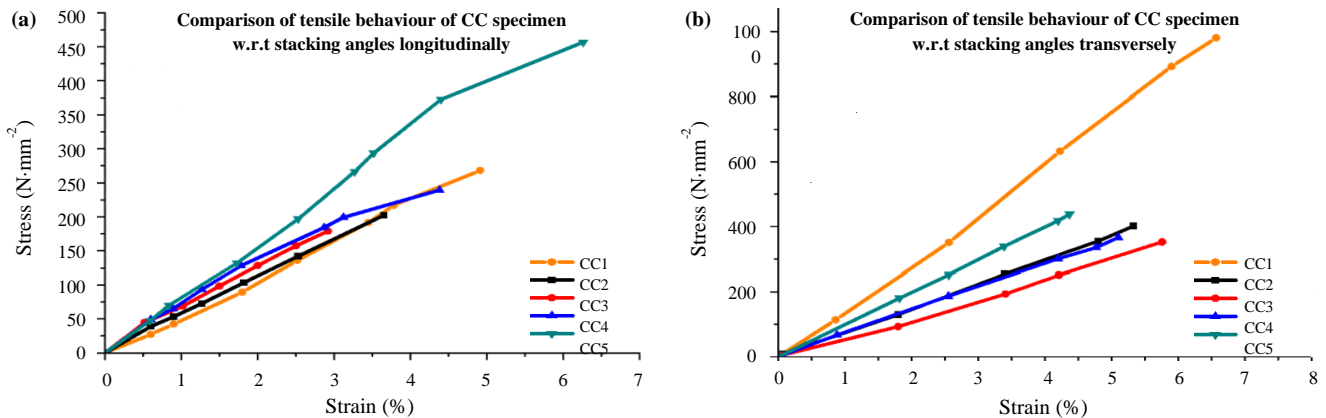 (a)
Comparison of tensile behaviour of CC specimen
w.r.t stacking angles longitudinally
450
400
350
300
250
200
150
100
50
0
Stress (N·mm⁻²)
0 1 2 3 4 5 6 7
Strain (%)
CC1
CC2
CC3
CC4
CC5
(b)
Comparison of tensile behaviour of CC specimen
w.r.t stacking angles transversely
100
0
800
600
400
200
0
Stress (N·mm⁻²)
0 1 2 3 4 5 6 7 8
Strain (%)
CC1
CC2
CC3
CC4
CC5